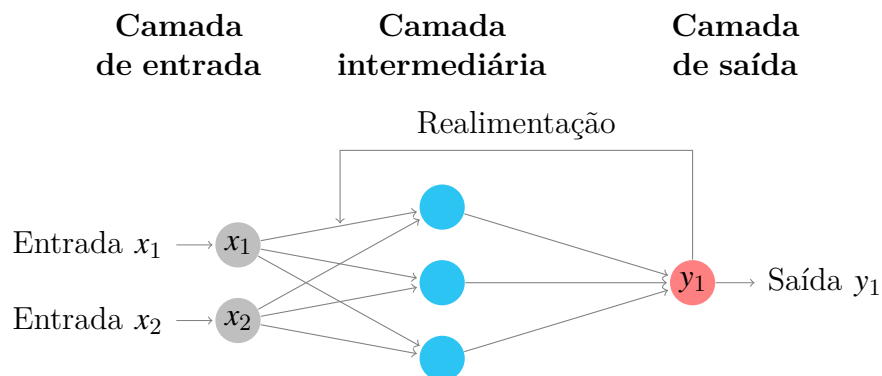 Camada
de entrada
Camada
intermediária
Camada
de saída
Realimentação
Entrada x1
x1
Entrada x2
x2
y1
Saída y1